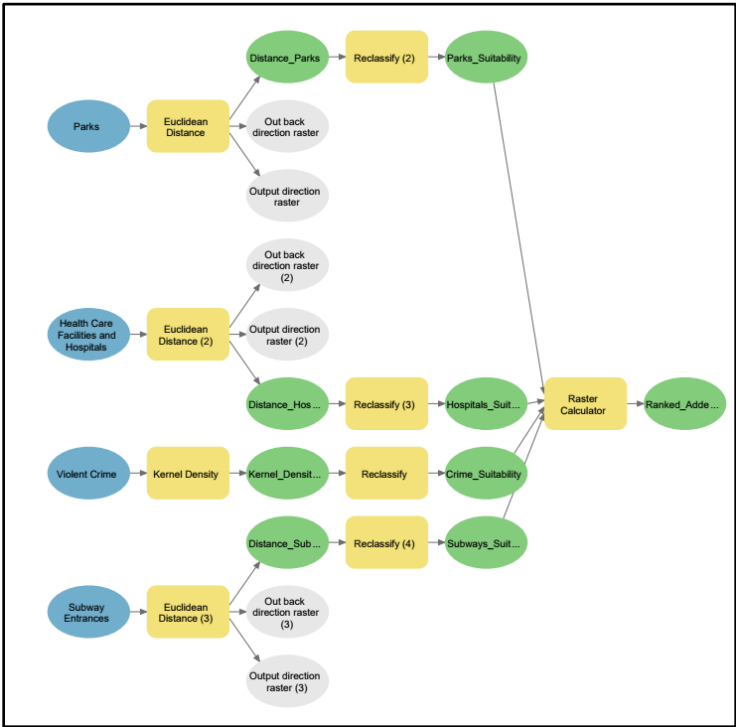 Distance_Parks
Reclassify (2)
Parks_Suitability
Parks
Euclidean
Distance
Out back
direction raster
Output direction
raster
Out back
direction raster
(2)
Health Care
Facilities and
Hospitals
Euclidean
Distance (2)
Output direction
raster (2)
Distance_Hos ...
Reclassify (3)
Hospitals_Suit...
Raster
Calculator
Ranked_Adde ...
Violent Crime
Kernel Density
Kernel_Densit...
Reclassify
Crime_Suitability
Distance_Sub ...
Reclassify (4)
Subways_Suit...
Subway
Entrances
Euclidean
Distance (3)
Out back
direction raster
(3)
Output direction
raster (3)